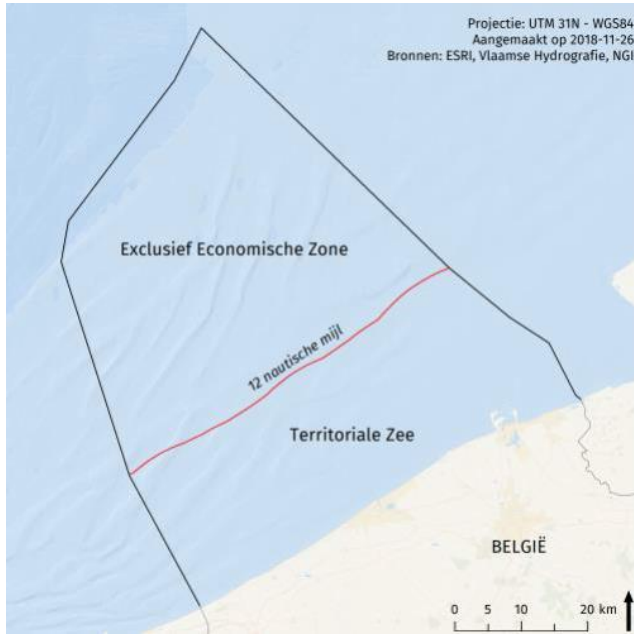 Projectie: UTM 31N - WGS84
Aangemaakt op 2018-11-26
Bronnen: ESRI, Vlaamse Hydrografie, NGI
Exclusief Economische Zone
12 nautische mijl
Territoriale Zee
BELGIË
0 5 10 20 km